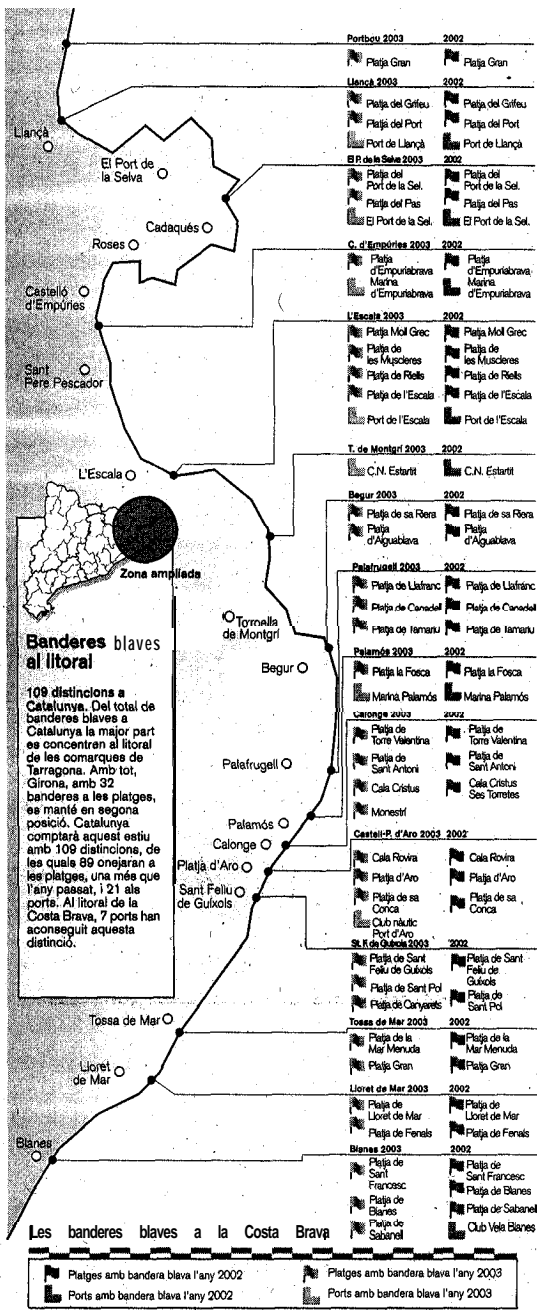 Portbou 2003 2002
Platja Gran Platja Gran
Llançà 2003 2002
Platja del Grifeu Platja del Grifeu
Platja del Port Platja del Port
Port de Llançà Port de Llançà
El P. de la Selva 2003 2002
Platja del Platja del
Port de la Sel. Port de la Sel.
Platja del Pas Platja del Pas
El Port de la Sel. El Port de la Sel.
C. d'Empúries 2003 2002
Platja Platja
d'Empuriabrava d'Empuriabrava
Marina Marina
d'Empuriabrava d'Empuriabrava
L'Escala 2003 2002
Platja Moll Grec Platja Moll Grec
Platja de Platja de
les Muscleres les Muscleres
Platja de Riells Platja de Riells
Platja de l'Escala Platja de l'Escala
Port de l'Escala Port de l'Escala
T. de Montgrí 2003 2002
C.N. Estartit C.N. Estartit
Begur 2003 2002
Platja de sa Riera Platja de sa Riera
Platja Platja
d'Aiguablava d'Aiguablava
Palafrugell 2003 2002
Platja de Llafranc Platja de Llafranc
Platja de Canadell Platja de Canadell
Platja de Tamariu Platja de Tamariu
Palamós 2003 2002
Platja la Fosca Platja la Fosca
Marina Palamós Marina Palamós
Calonge 2003 2002
Platja de Platja de
Torre Valentina Torre Valentina
Platja de Platja de
Sant Antoni Sant Antoni
Cala Cristus Cala Cristus
Ses Torretes
Monestri
Castell-P. d'Aro 2003 2002
Cala Rovira Cala Rovira
Platja d'Aro Platja d'Aro
Platja de sa Platja de sa
Conca Conca
Club nàutic
Port d'Aro
St. F. de Guíxols 2003 2002
Platja de Sant Platja de Sant
Feliu de Guíxols Feliu de
Guíxols
Platja de Sant Pol Platja de
Sant Pol
Platja de Canyarets
Tossa de Mar 2003 2002
Platja de la Platja de la
Mar Menuda Mar Menuda
Platja Gran Platja Gran
Lloret de Mar 2003 2002
Platja de Platja de
Lloret de Mar Lloret de Mar
Platja de Fenals Platja de Fenals
Blanes 2003 2002
Platja de Platja de
Sant Sant Francesc
Francesc
Platja de Platja de Blanes
Blanes
Platja de Platja de Sabanell
Sabanell Club Vela Blanes
Llançà
El Port de
la Selva
Cadaqués
Roses
Castelló
d'Empúries
Sant
Pere Pescador
L'Escala
Zona ampliada
Torroella
de Montgrí
Begur
Palafrugell
Palamós
Calonge
Platja d'Aro
Sant Feliu
de Guíxols
Tossa de Mar
Lloret
de Mar
Blanes
Banderes blaves
al litoral
109 distincions a
Catalunya. Del total de
banderes blaves a
Catalunya la major part
es concentren al litoral
de les comarques de
Tarragona. Amb tot,
Girona, amb 32
banderes a les platges,
es manté en segona
posició. Catalunya
comptarà aquest estiu
amb 109 distincions, de
les quals 89 onejaran a
les platges, una més que
l'any passat, i 21 als
ports. Al litoral de la
Costa Brava, 7 ports han
aconseguit aquesta
distinció.
Les banderes blaves a la Costa Brava
Platges amb bandera blava l'any 2002 Platges amb bandera blava l'any 2003
Ports amb bandera blava l'any 2002 Ports amb bandera blava l'any 2003